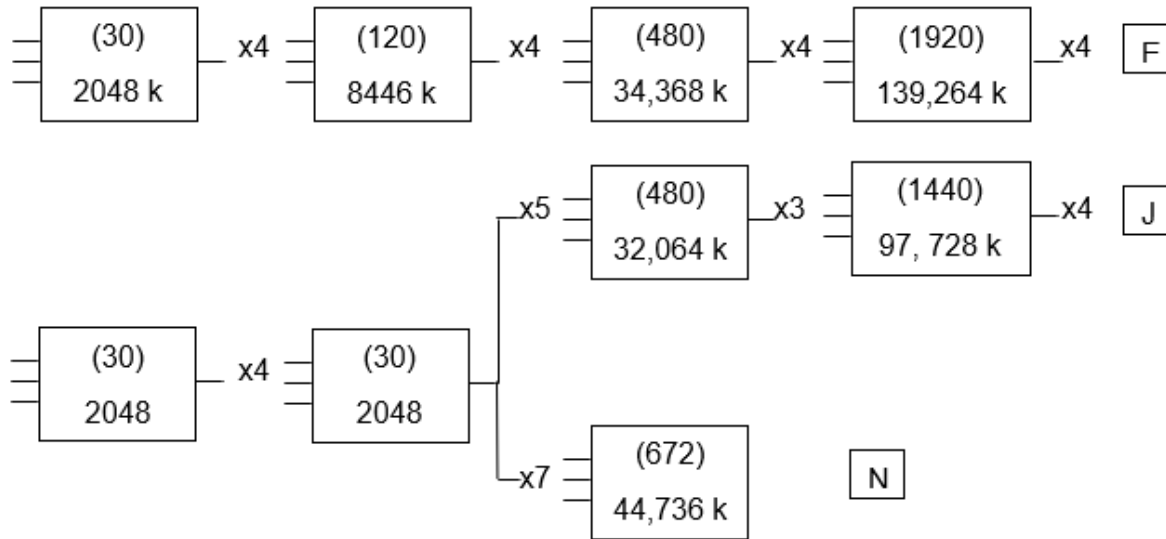 (30)
2048 k
x4
(120)
8446 k
x4
(480)
34,368 k
x4
(1920)
139,264 k
x4
F
x5
(480)
32,064 k
x3
(1440)
97, 728 k
x4
J
(30)
2048
x4
(30)
2048
x7
(672)
44,736 k
N